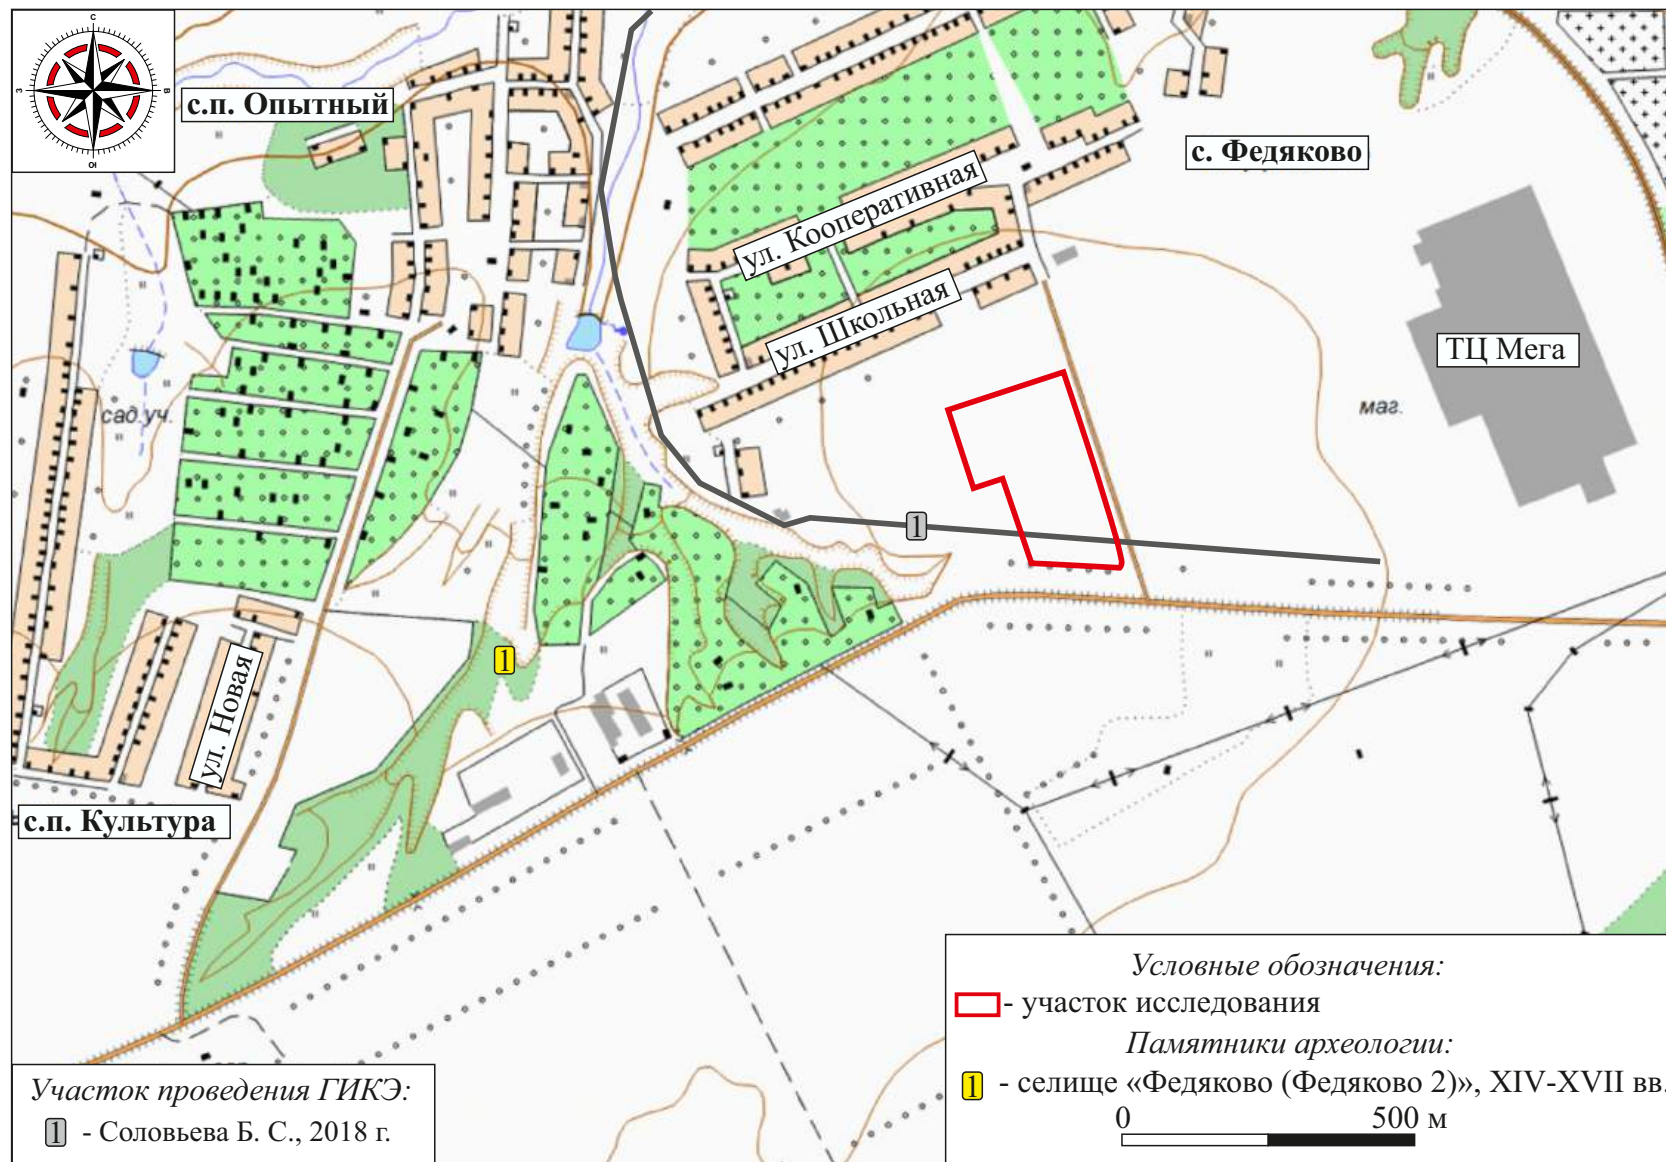 С
З
В
Ю
с.п. Опытный
с. Федяково
ул. Кооперативная
ул. Школьная
ТЦ Мега
маг.
сад.уч.
1
1
ул. Новая
с.п. Культура
Условные обозначения:
- участок исследования
Памятники археологии:
1 - селище «Федяково (Федяково 2)», XIV-XVII вв.
0 500 м
Участок проведения ГИКЭ:
1 - Соловьева Б. С., 2018 г.